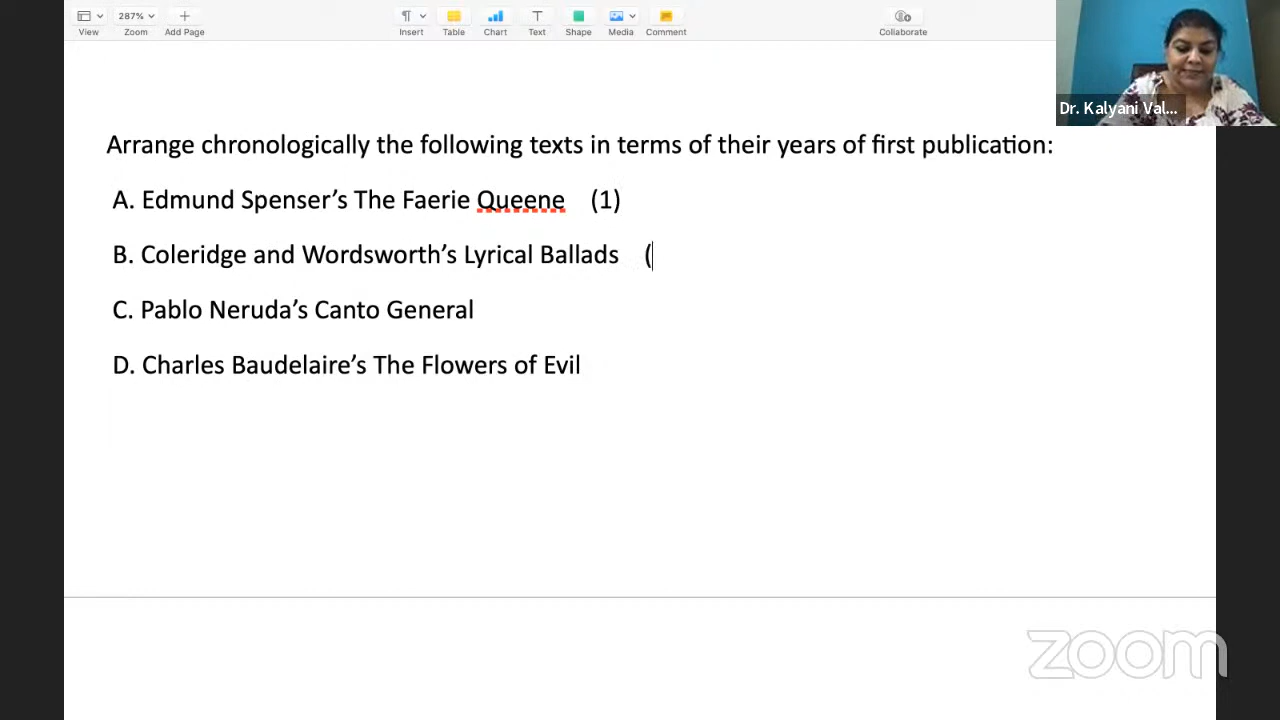 287%
View Zoom Add Page Insert Table Chart Text Shape Media Comment Collaborate
Dr. Kalyani Val...
Arrange chronologically the following texts in terms of their years of first publication:
A. Edmund Spenser’s The Faerie Queene (1)
B. Coleridge and Wordsworth’s Lyrical Ballads (
C. Pablo Neruda’s Canto General
D. Charles Baudelaire’s The Flowers of Evil
zoom